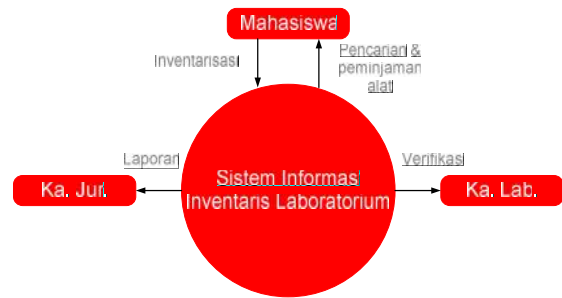 Mahasiswa
Inventarisasi
Pencarian &
peminjaman
alat
Laporan
Verifikasi
Sistem Informasi
Inventaris Laboratorium
Ka. Jur.
Ka. Lab.